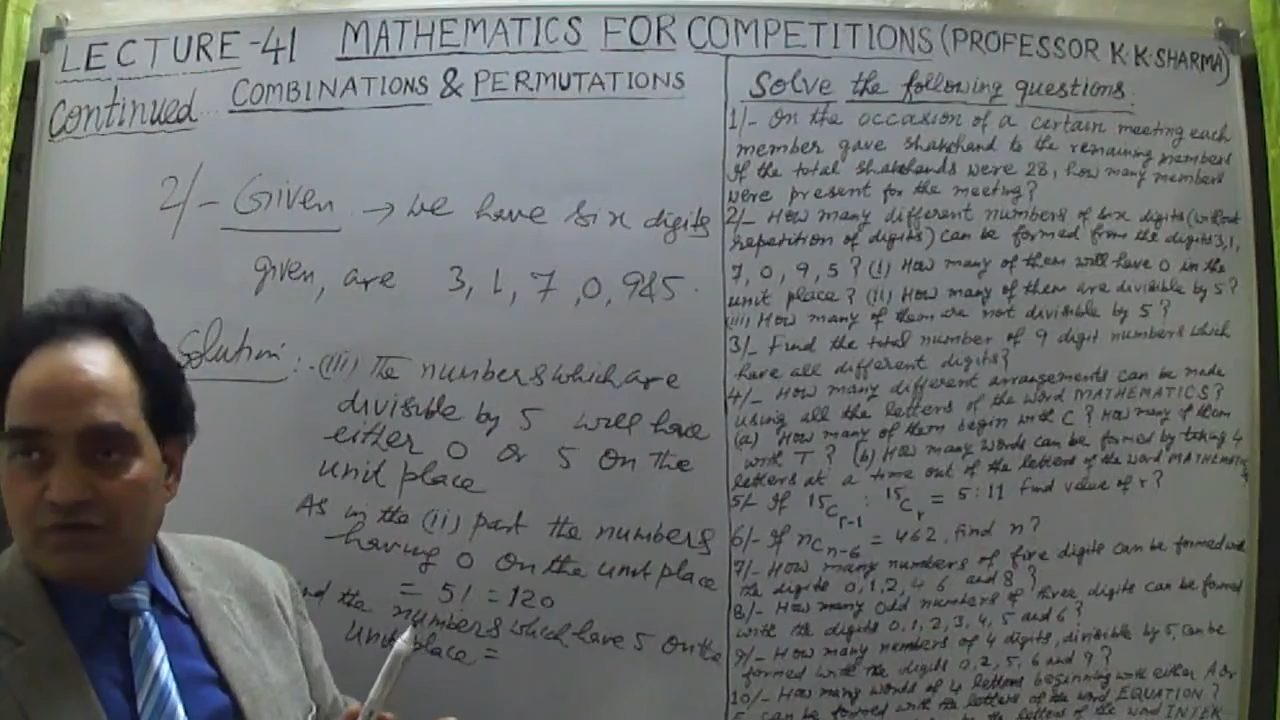 LECTURE-41 MATHEMATICS FOR COMPETITIONS (PROFESSOR K.K.SHARMA)
Continued... COMBINATIONS & PERMUTATIONS
2/- Given → we have six digits
given, are 3, 1, 7, 0, 9&5.
Solution:- (iii) The numbers which are
divisible by 5 will have
either 0 or 5 on the
unit place
As in the (ii) part the numbers
having 0 on the unit place
= 5! = 120
and the numbers which have 5 on the
unit place =
Solve the following questions.
1/- On the occasion of a certain meeting each
member gave shakehand to the remaining members
If the total shakehands were 28, how many members
were present for the meeting?
2/- How many different numbers of six digits (without
repetition of digits) can be formed from the digits 3, 1,
7, 0, 9, 5? (i) How many of them will have 0 in the
unit place? (ii) How many of them are divisible by 5?
(iii) How many of them are not divisible by 5?
3/- Find the total number of 9 digit numbers which
have all different digits?
4/- How many different arrangements can be made
using all the letters of the word MATHEMATICS?
(a) How many of them begin with C? How many of them
with T? (b) How many words can be formed by taking 4
letters at a time out of the letters of the word MATHEMATIC
5/- If 15Cr-1 : 15Cr = 5:11 find value of r?
6/- If nCn-6 = 462, find n?
7/- How many numbers of five digits can be formed with
the digits 0,1,2,4 6 and 8?
8/- How many odd numbers of three digits can be formed
with the digits 0,1,2,3,4,5 and 6?
9/- How many numbers of 4 digits, divisible by 5, can be
formed with the digits 0,2,5,6 and 9?
10/- How many words of 4 letters beginning with either A or
E can be formed with the letters of the word EQUATION?
the letters of the word INTER